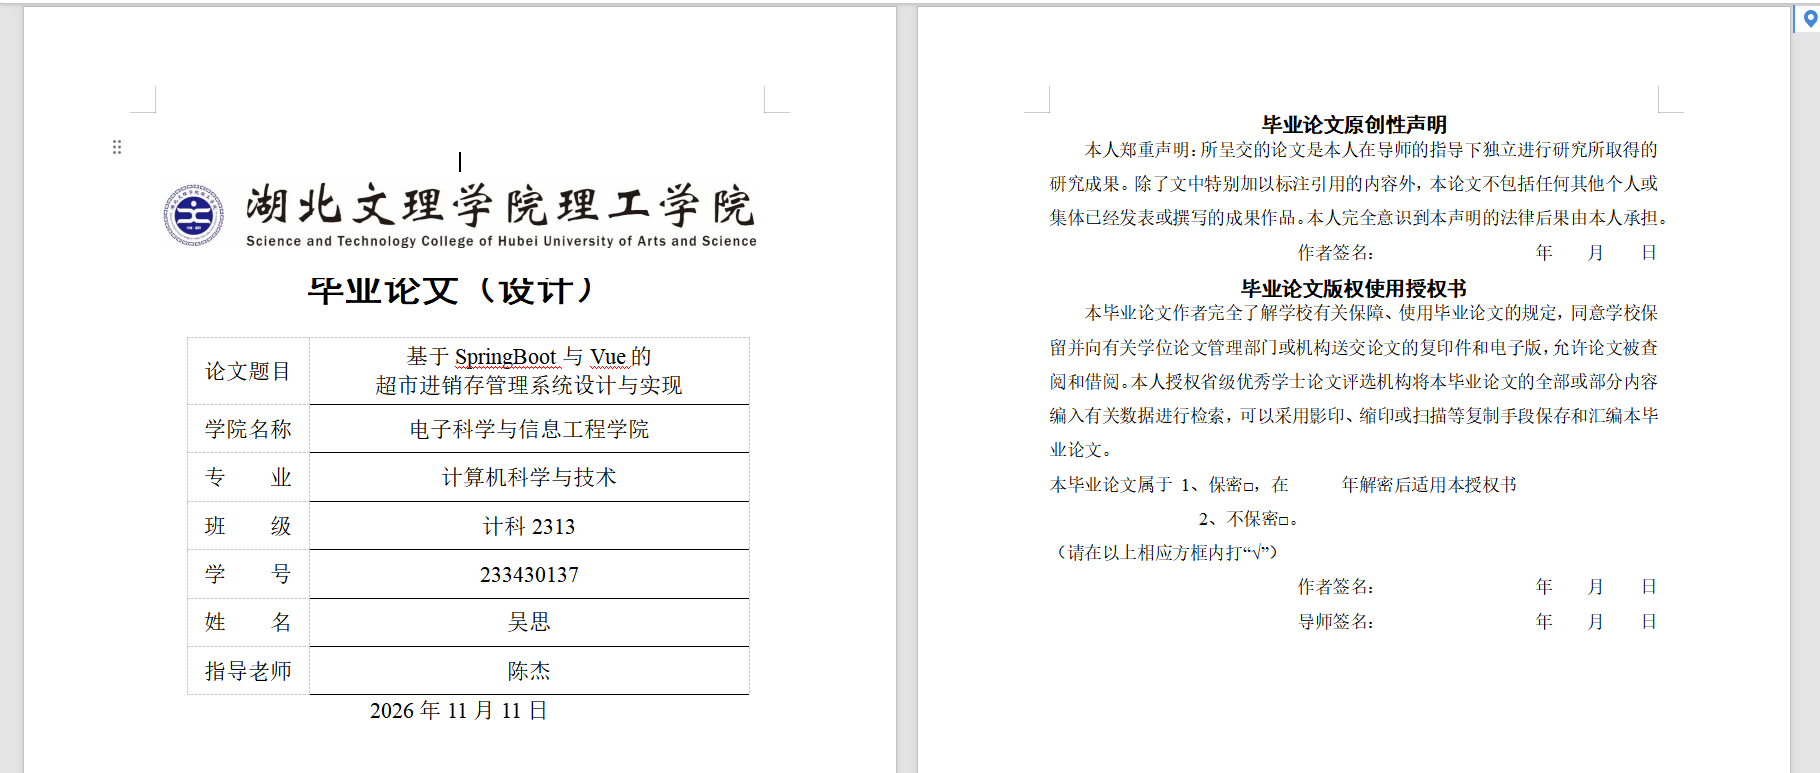 湖北文理学院理工学院
Science and Technology College of Hubei University of Arts and Science
毕业论文（设计）
论文题目
基于 SpringBoot 与 Vue 的
超市进销存管理系统设计与实现
学院名称 电子科学与信息工程学院
专 业 计算机科学与技术
班 级 计科 2313
学 号 233430137
姓 名 吴思
指导老师 陈杰
2026 年 11 月 11 日
毕业论文原创性声明
本人郑重声明：所呈交的论文是本人在导师的指导下独立进行研究所取得的
研究成果。除了文中特别加以标注引用的内容外，本论文不包括任何其他个人或
集体已经发表或撰写的成果作品。本人完全意识到本声明的法律后果由本人承担。
作者签名： 年 月 日
毕业论文版权使用授权书
本毕业论文作者完全了解学校有关保障、使用毕业论文的规定，同意学校保
留并向有关学位论文管理部门或机构送交论文的复印件和电子版，允许论文被查
阅和借阅。本人授权省级优秀学士论文评选机构将本毕业论文的全部或部分内容
编入有关数据进行检索，可以采用影印、缩印或扫描等复制手段保存和汇编本毕
业论文。
本毕业论文属于 1、保密□，在 年解密后适用本授权书
2、不保密□。
（请在以上相应方框内打“√”）
作者签名： 年 月 日
导师签名： 年 月 日